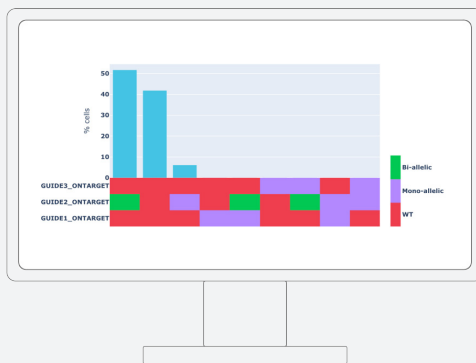 50
40
30
20
10
0
% cells
GUIDE3_ONTARGET
GUIDE2_ONTARGET
GUIDE1_ONTARGET
Bi-allelic
Mono-allelic
WT